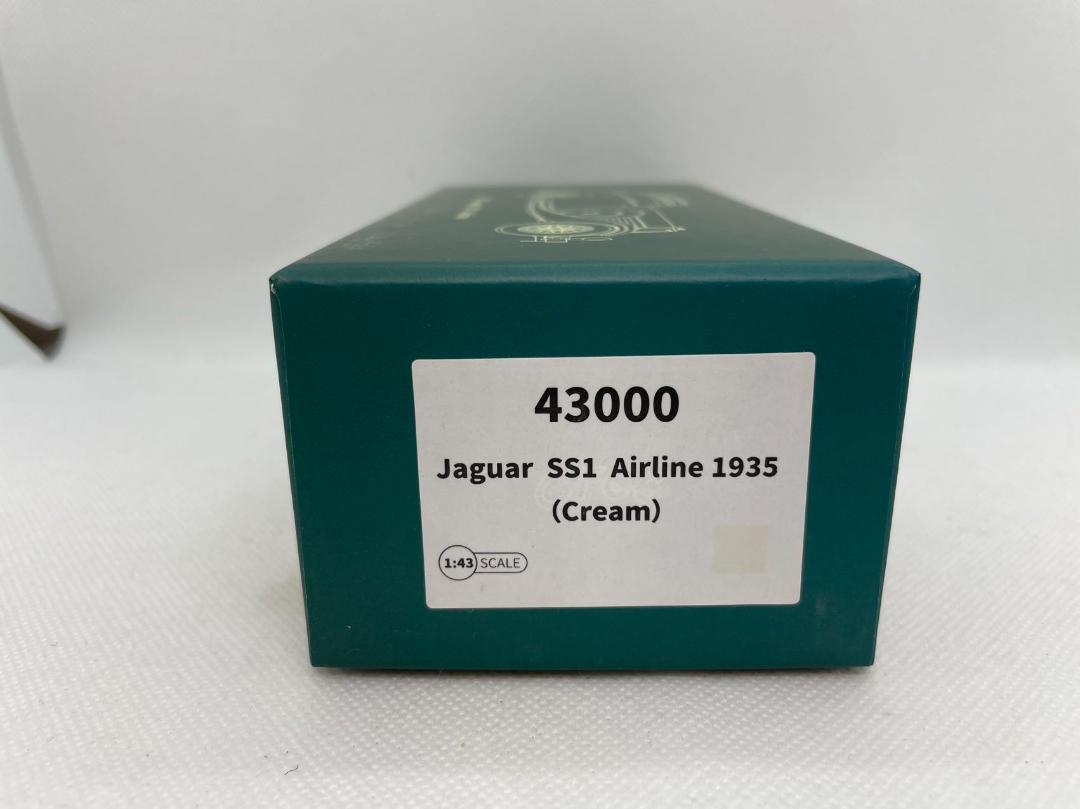 43000
Jaguar SS1 Airline 1935
(Cream)
1:43 SCALE